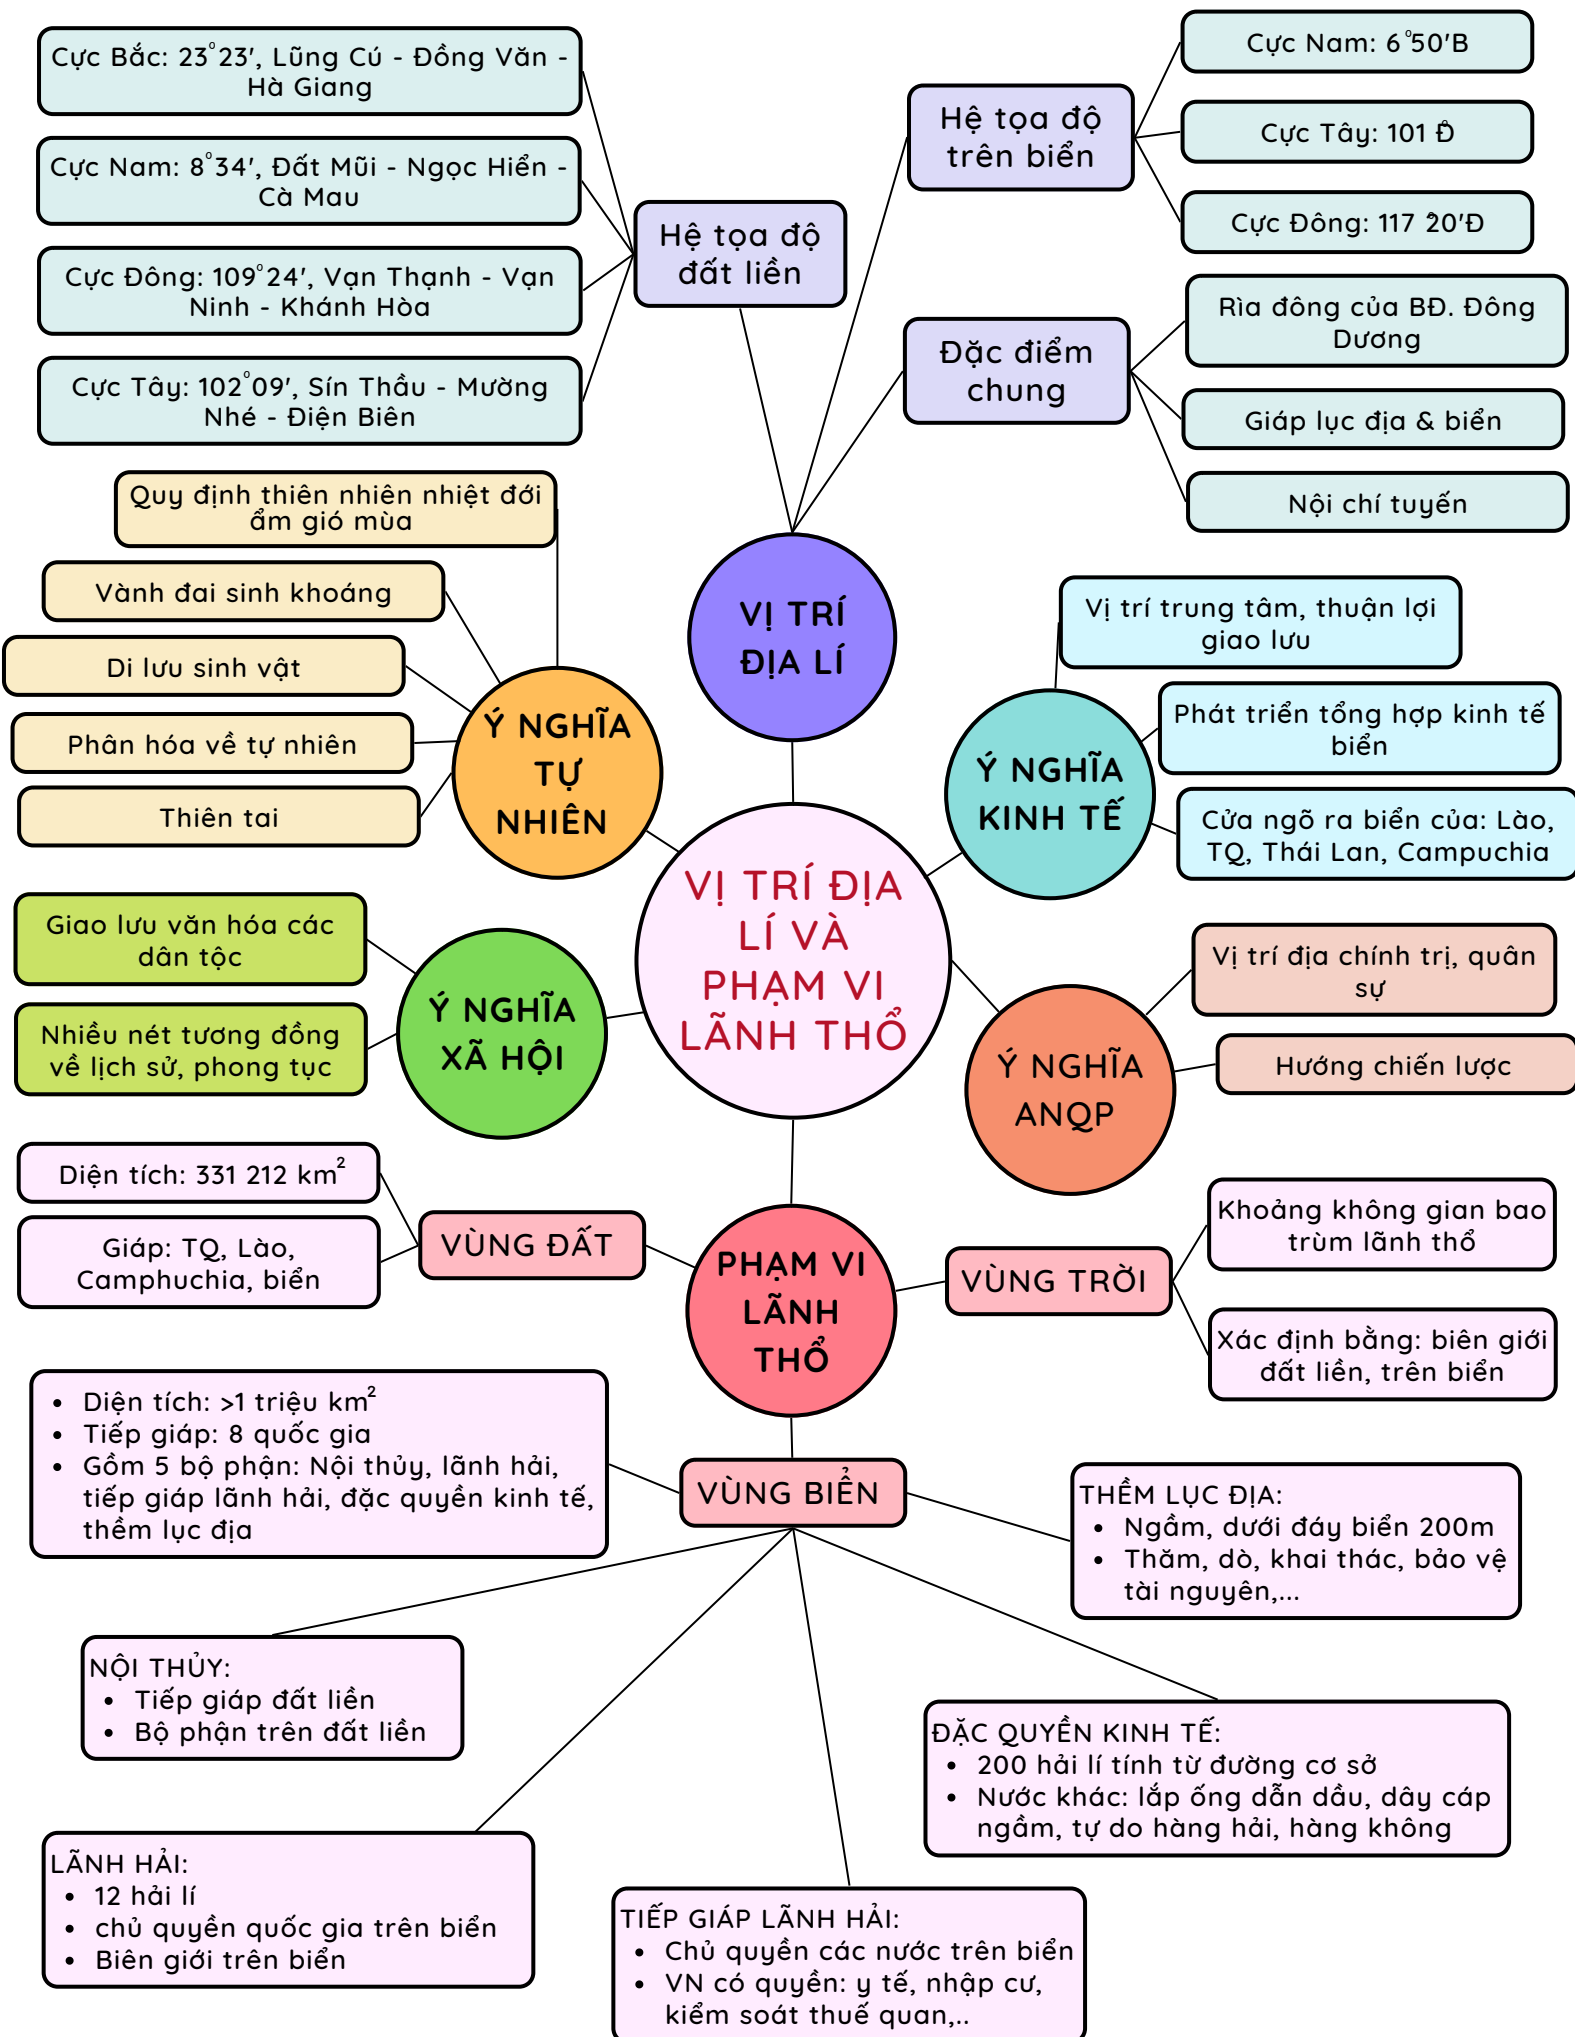 Cực Bắc: 23°23', Lũng Cú - Đồng Văn -
Hà Giang
Cực Nam: 8°34', Đất Mũi - Ngọc Hiển -
Cà Mau
Cực Đông: 109°24', Vạn Thạnh - Vạn
Ninh - Khánh Hòa
Cực Tây: 102°09', Sín Thầu - Mường
Nhé - Điện Biên
Hệ tọa độ
đất liền
Hệ tọa độ
trên biển
Cực Nam: 6°50'B
Cực Tây: 101°Đ
Cực Đông: 117°20'Đ
Đặc điểm
chung
Rìa đông của BĐ. Đông
Dương
Giáp lục địa & biển
Nội chí tuyến
VỊ TRÍ
ĐỊA LÍ
Quy định thiên nhiên nhiệt đới
ẩm gió mùa
Vành đai sinh khoáng
Di lưu sinh vật
Phân hóa về tự nhiên
Thiên tai
Ý NGHĨA
TỰ
NHIÊN
Vị trí trung tâm, thuận lợi
giao lưu
Phát triển tổng hợp kinh tế
biển
Cửa ngõ ra biển của: Lào,
TQ, Thái Lan, Campuchia
Ý NGHĨA
KINH TẾ
VỊ TRÍ ĐỊA
LÍ VÀ
PHẠM VI
LÃNH THỔ
Giao lưu văn hóa các
dân tộc
Nhiều nét tương đồng
về lịch sử, phong tục
Ý NGHĨA
XÃ HỘI
Ý NGHĨA
ANQP
Vị trí địa chính trị, quân
sự
Hướng chiến lược
Diện tích: 331 212 km²
Giáp: TQ, Lào,
Camphuchia, biển
VÙNG ĐẤT
PHẠM VI
LÃNH
THỔ
VÙNG TRỜI
Khoảng không gian bao
trùm lãnh thổ
Xác định bằng: biên giới
đất liền, trên biển
• Diện tích: >1 triệu km²
• Tiếp giáp: 8 quốc gia
• Gồm 5 bộ phận: Nội thủy, lãnh hải,
tiếp giáp lãnh hải, đặc quyền kinh tế,
thềm lục địa
VÙNG BIỂN
THỀM LỤC ĐỊA:
• Ngầm, dưới đáy biển 200m
• Thăm, dò, khai thác, bảo vệ
tài nguyên,...
NỘI THỦY:
• Tiếp giáp đất liền
• Bộ phận trên đất liền
ĐẶC QUYỀN KINH TẾ:
• 200 hải lí tính từ đường cơ sở
• Nước khác: lắp ống dẫn dầu, dây cáp
ngầm, tự do hàng hải, hàng không
LÃNH HẢI:
• 12 hải lí
• chủ quyền quốc gia trên biển
• Biên giới trên biển
TIẾP GIÁP LÃNH HẢI:
• Chủ quyền các nước trên biển
• VN có quyền: y tế, nhập cư,
kiểm soát thuế quan,..